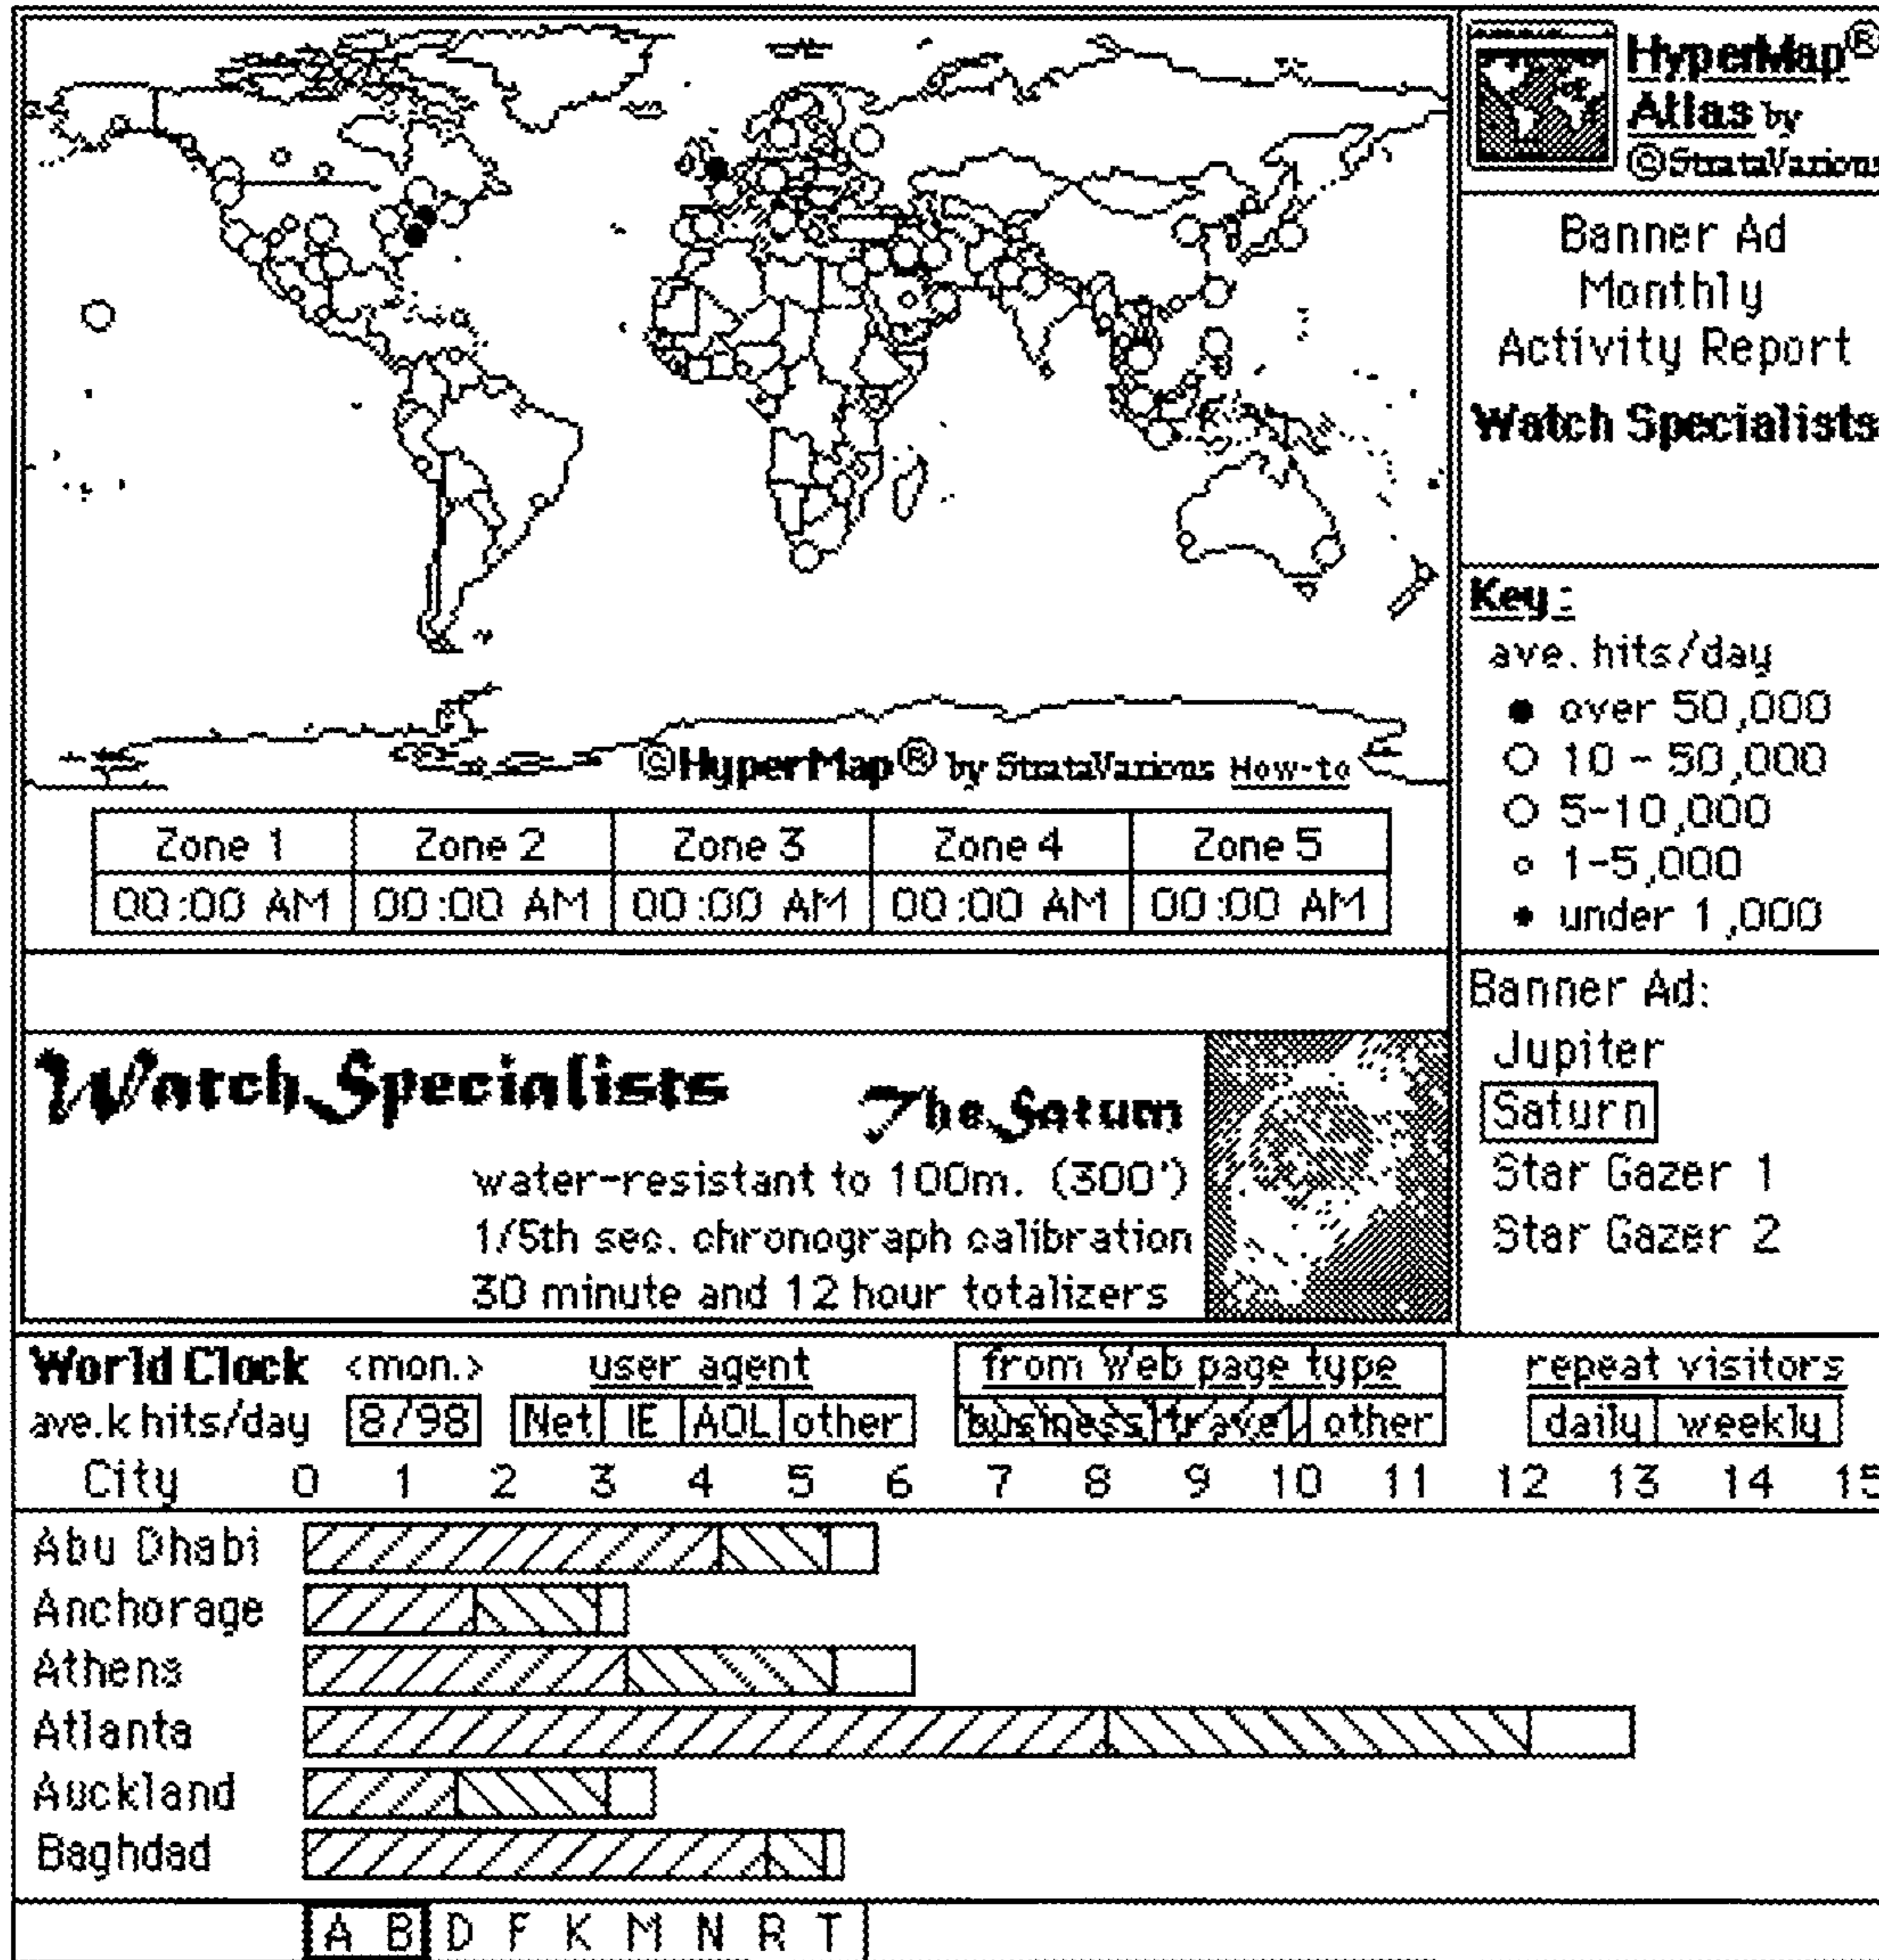 HyperMap®
Atlas by
©StrataVarious
Banner Ad
Monthly
Activity Report
Watch Specialists
Key:
ave. hits/day
over 50,000
10 - 50,000
5-10,000
1-5,000
under 1,000
©HyperMap® by StrataVarious How-to
Zone 1 Zone 2 Zone 3 Zone 4 Zone 5
00:00 AM 00:00 AM 00:00 AM 00:00 AM 00:00 AM
Banner Ad:
Jupiter
Saturn
Star Gazer 1
Star Gazer 2
Watch Specialists
The Saturn
water-resistant to 100m. (300')
1/5th sec. chronograph calibration
30 minute and 12 hour totalizers
World Clock <mon.> user agent from Web page type repeat visitors
ave.k hits/day 8/98 Net IE AOL other business travel other daily weekly
City 0 1 2 3 4 5 6 7 8 9 10 11 12 13 14 15
Abu Dhabi
Anchorage
Athens
Atlanta
Auckland
Baghdad
A B D F K M N R T